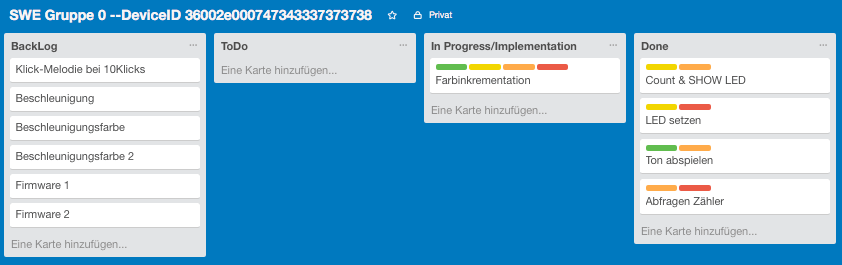 SWE Gruppe 0 --DeviceID 36002e000747343337373738 Privat
BackLog
Klick-Melodie bei 10Klicks
Beschleunigung
Beschleunigungsfarbe
Beschleunigungsfarbe 2
Firmware 1
Firmware 2
Eine Karte hinzufügen...
ToDo
Eine Karte hinzufügen...
In Progress/Implementation
Farbinkrementation
Eine Karte hinzufügen...
Done
Count & SHOW LED
LED setzen
Ton abspielen
Abfragen Zähler
Eine Karte hinzufügen...